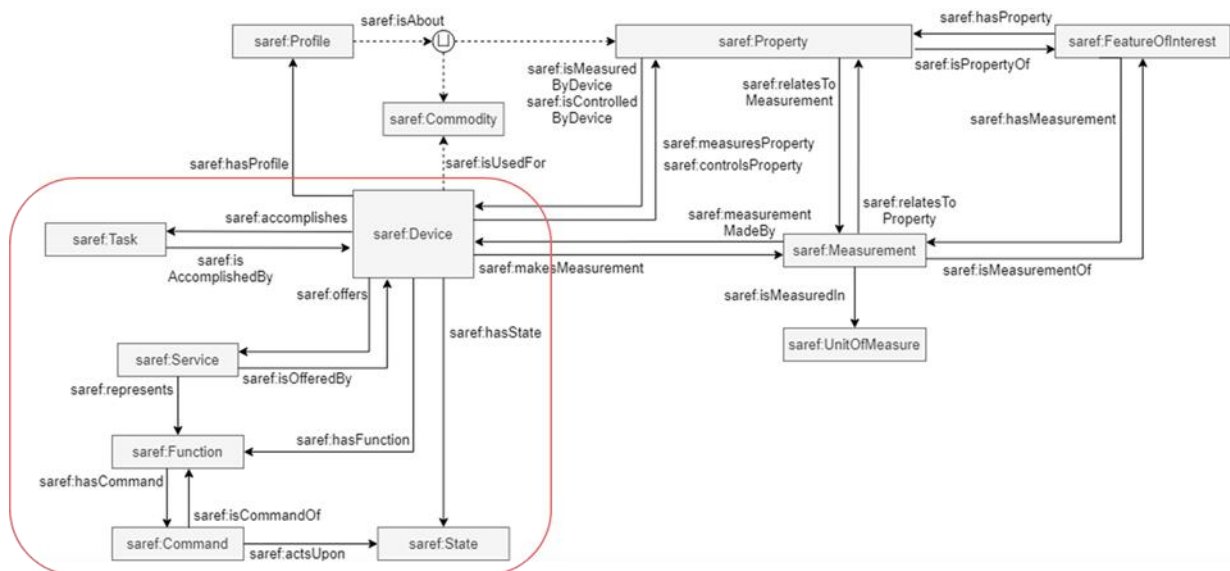 saref:isAbout
saref:hasProperty
saref:Profile
⊔
saref:Property
saref:FeatureOfInterest
saref:isPropertyOf
saref:isMeasured
ByDevice
saref:isControlled
ByDevice
saref:relatesTo
Measurement
saref:Commodity
saref:hasMeasurement
saref:measuresProperty
saref:controlsProperty
saref:hasProfile
saref:isUsedFor
saref:accomplishes
saref:Task
saref:Device
saref:is
AccomplishedBy
saref:measurement
MadeBy
saref:relatesTo
Property
saref:Measurement
saref:makesMeasurement
saref:isMeasurementOf
saref:offers
saref:isMeasuredIn
saref:hasState
saref:UnitOfMeasure
saref:Service
saref:isOfferedBy
saref:represents
saref:hasFunction
saref:Function
saref:hasCommand
saref:isCommandOf
saref:Command
saref:actsUpon
saref:State